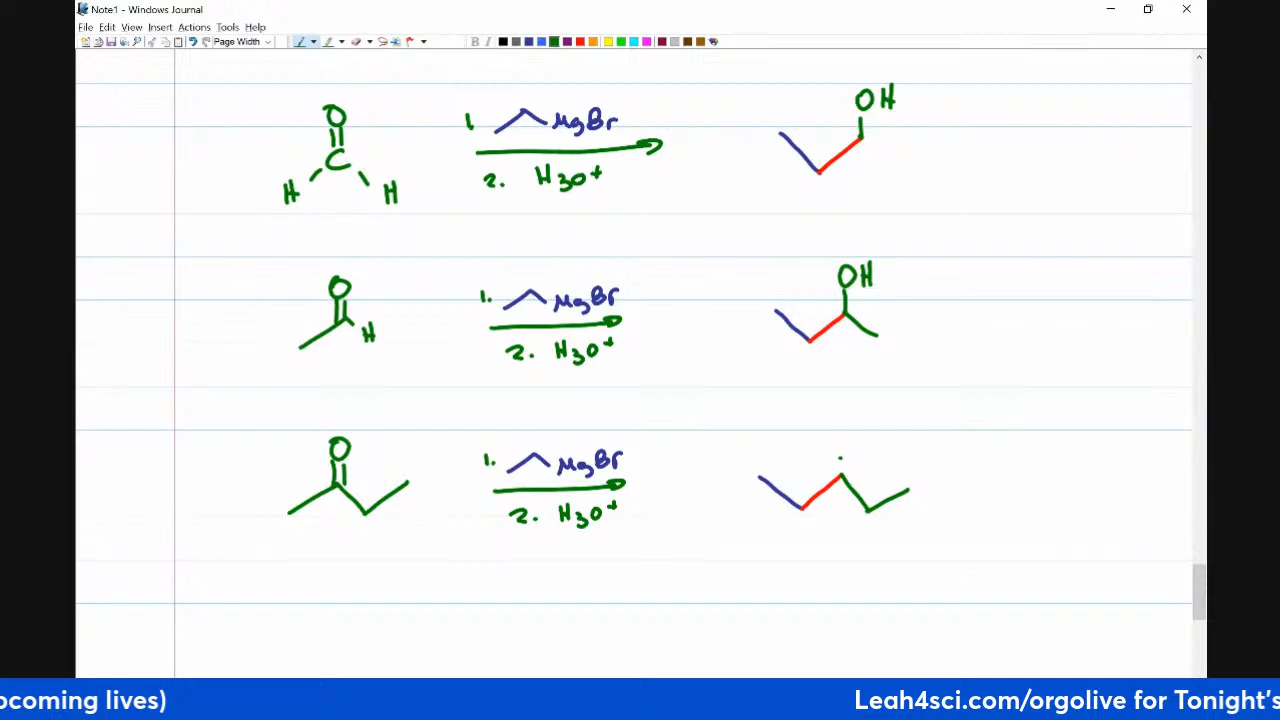 Note1 - Windows Journal
File Edit View Insert Actions Tools Help
Page Width
B I
O
C
H H
1. MgBr
2. H3O+
OH
O
H
1. MgBr
2. H3O+
OH
O
1. MgBr
2. H3O+
pcoming lives)
Leah4sci.com/orgolive for Tonight's